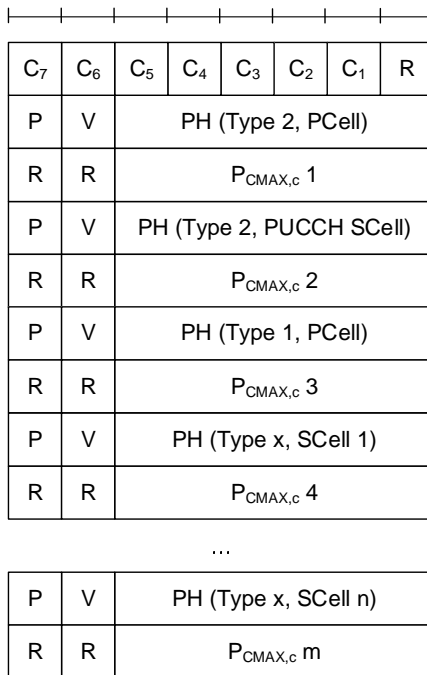 C7 C6 C5 C4 C3 C2 C1 R
P V PH (Type 2, PCell)
R R PCMAX,c 1
P V PH (Type 2, PUCCH SCell)
R R PCMAX,c 2
P V PH (Type 1, PCell)
R R PCMAX,c 3
P V PH (Type x, SCell 1)
R R PCMAX,c 4
...
P V PH (Type x, SCell n)
R R PCMAX,c m